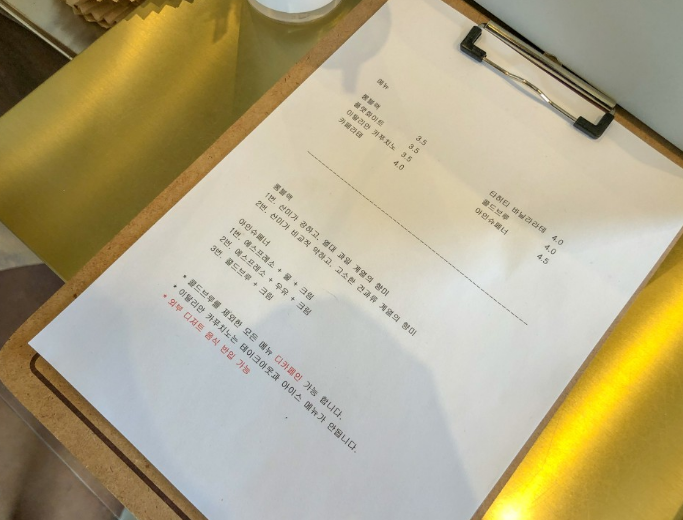 메뉴
롱블랙 3.5
플랫화이트 3.5
이탈리안 카푸치노 3.5
카페라떼 4.0
타히티 바닐라라떼 4.0
콜드브루 4.0
아인슈페너 4.5
롱블랙
1번. 산미가 강하고, 열대 과일 계열의 향미
2번. 산미가 비교적 약하고, 고소한 견과류 계열의 향미
아인슈페너
1번. 에스프레소 + 물 + 크림
2번. 에스프레소 + 우유 + 크림
3번. 콜드브루 + 크림
* 콜드브루를 제외한 모든 메뉴 디카페인 가능 합니다.
* 이탈리안 카푸치노는 테이크아웃과 아이스 메뉴가 안됩니다.
* 외부 디저트 음식 반입 가능